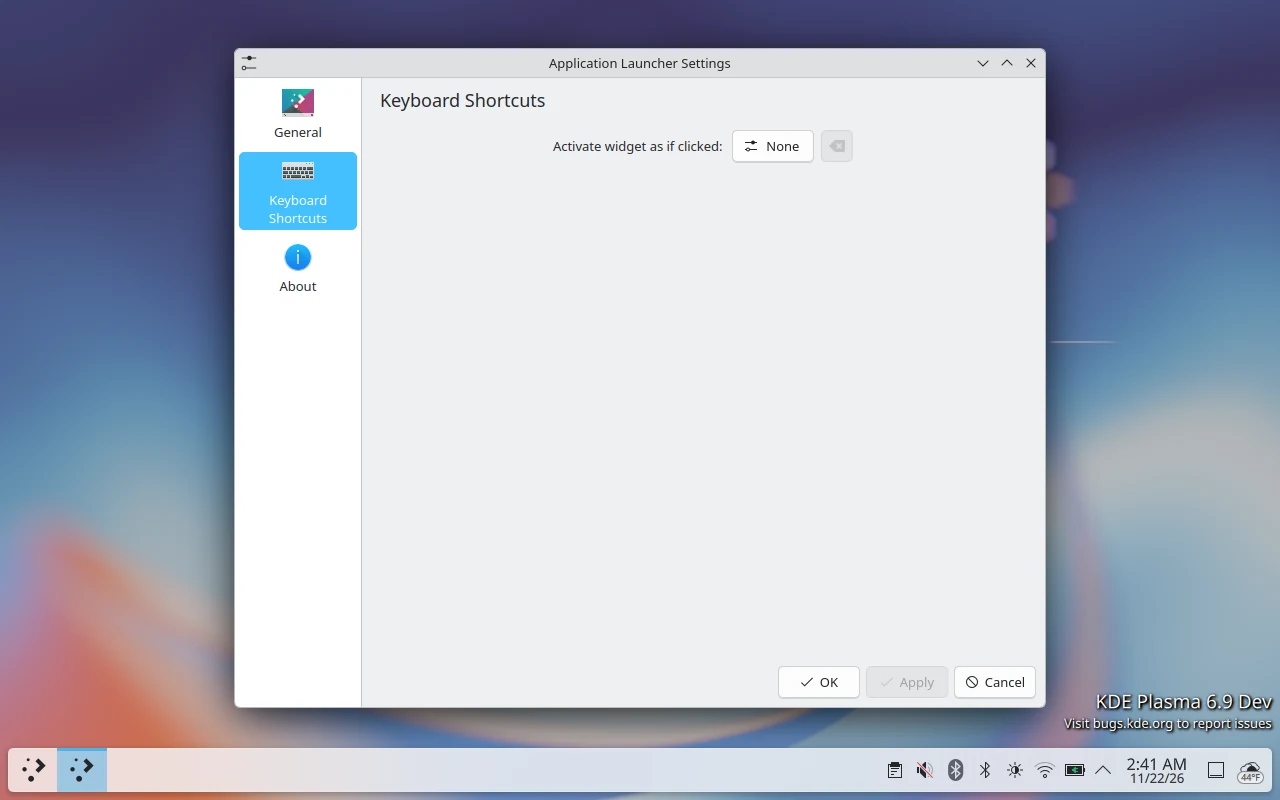 Application Launcher Settings
General
Keyboard
Shortcuts
About
Keyboard Shortcuts
Activate widget as if clicked:
None
OK
Apply
Cancel
KDE Plasma 6.9 Dev
Visit bugs.kde.org to report issues
2:41 AM
11/22/26
44°F